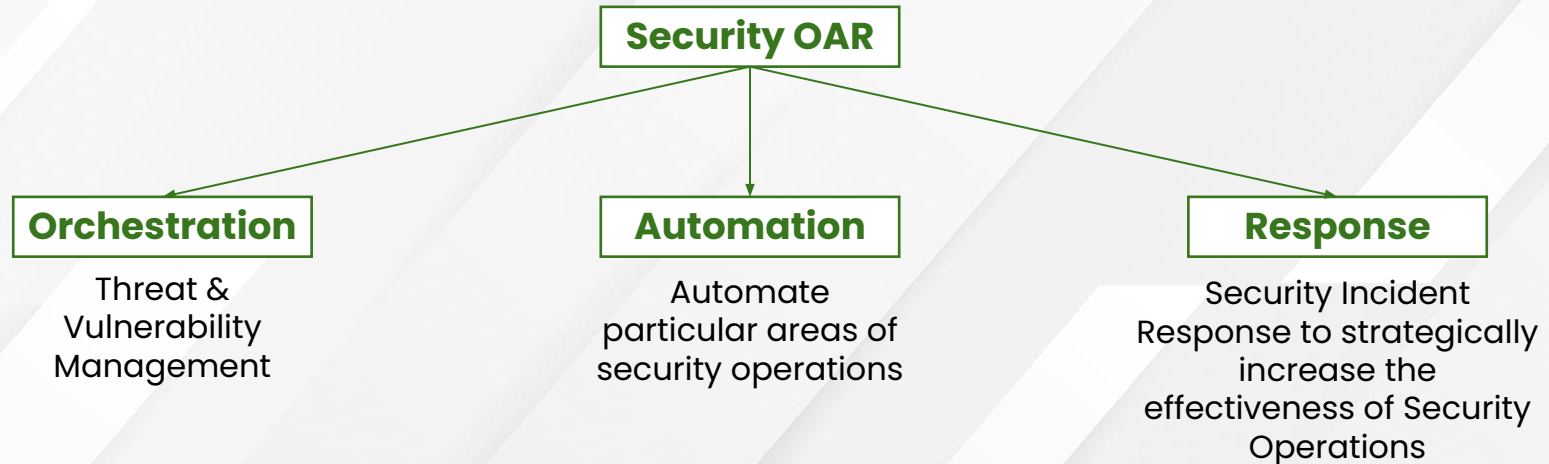 Security OAR
Orchestration
Threat &
Vulnerability
Management
Automation
Automate
particular areas of
security operations
Response
Security Incident
Response to strategically
increase the
effectiveness of Security
Operations